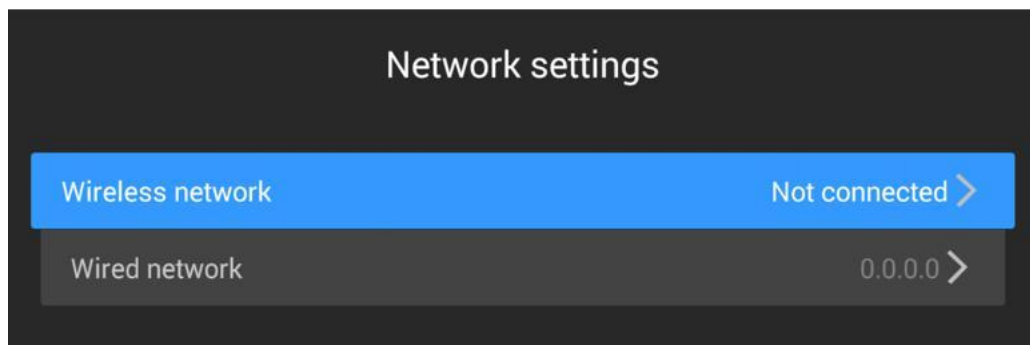 Network settings
Wireless network Not connected
Wired network 0.0.0.0